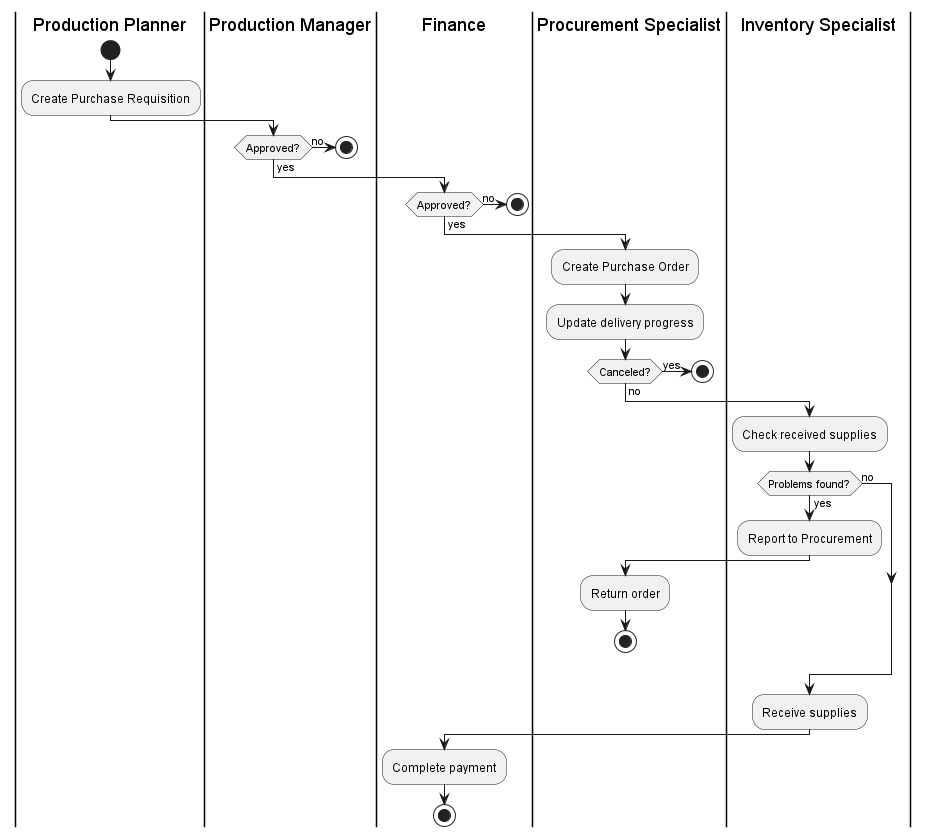 Production Planner
Production Manager
Finance
Procurement Specialist
Inventory Specialist
Create Purchase Requisition
Approved?
no
yes
Approved?
no
yes
Create Purchase Order
Update delivery progress
Canceled?
yes
no
Check received supplies
Problems found?
no
yes
Report to Procurement
Return order
Receive supplies
Complete payment